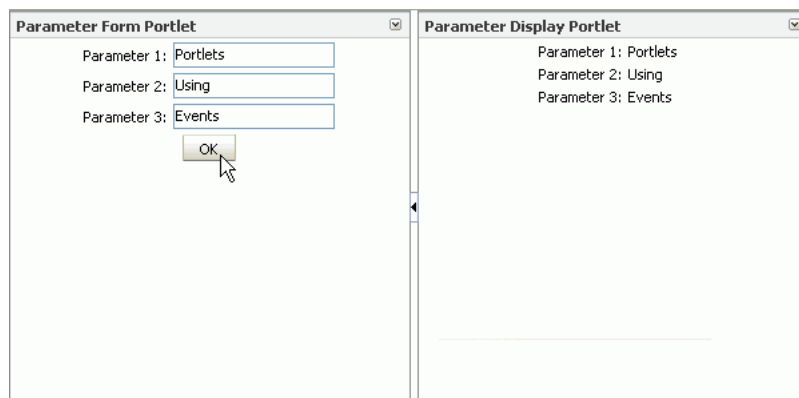 Parameter Form Portlet
Parameter 1: Portlets
Parameter 2: Using
Parameter 3: Events
OK
Parameter Display Portlet
Parameter 1: Portlets
Parameter 2: Using
Parameter 3: Events